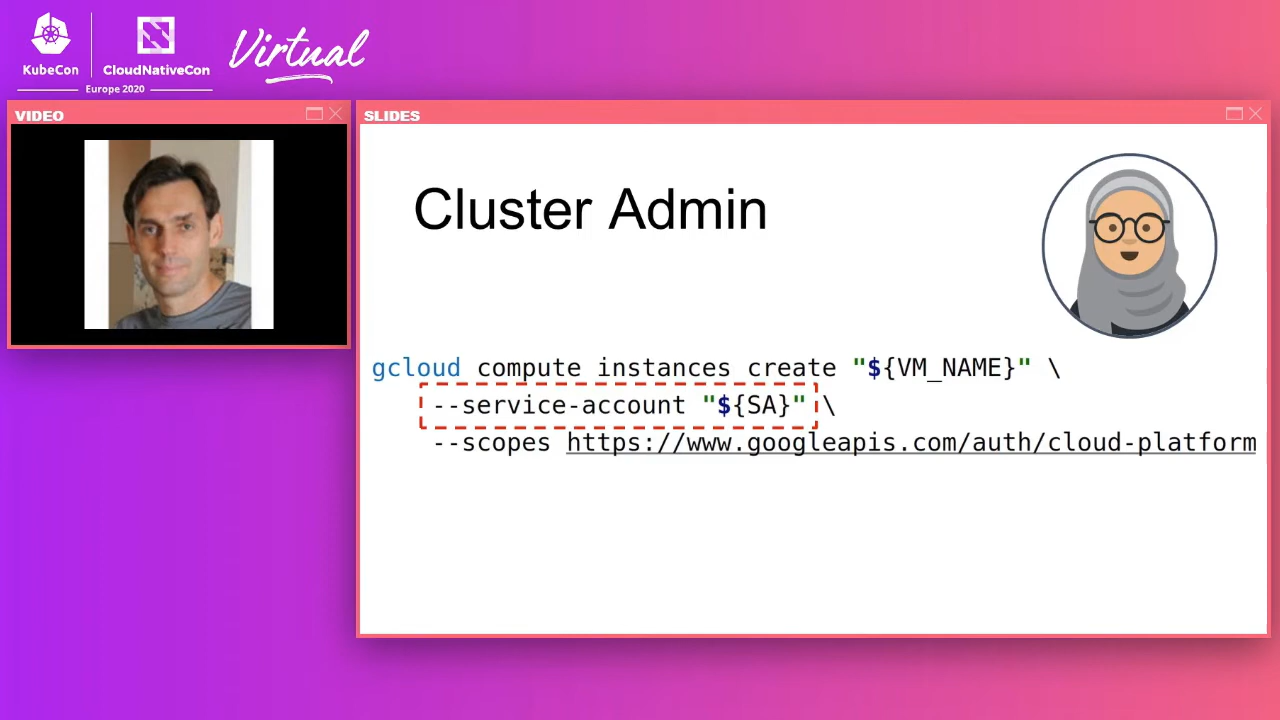 KubeCon
CloudNativeCon
Europe 2020
Virtual
VIDEO
SLIDES
Cluster Admin
gcloud compute instances create "${VM_NAME}" \
--service-account "${SA}" \
--scopes https://www.googleapis.com/auth/cloud-platform